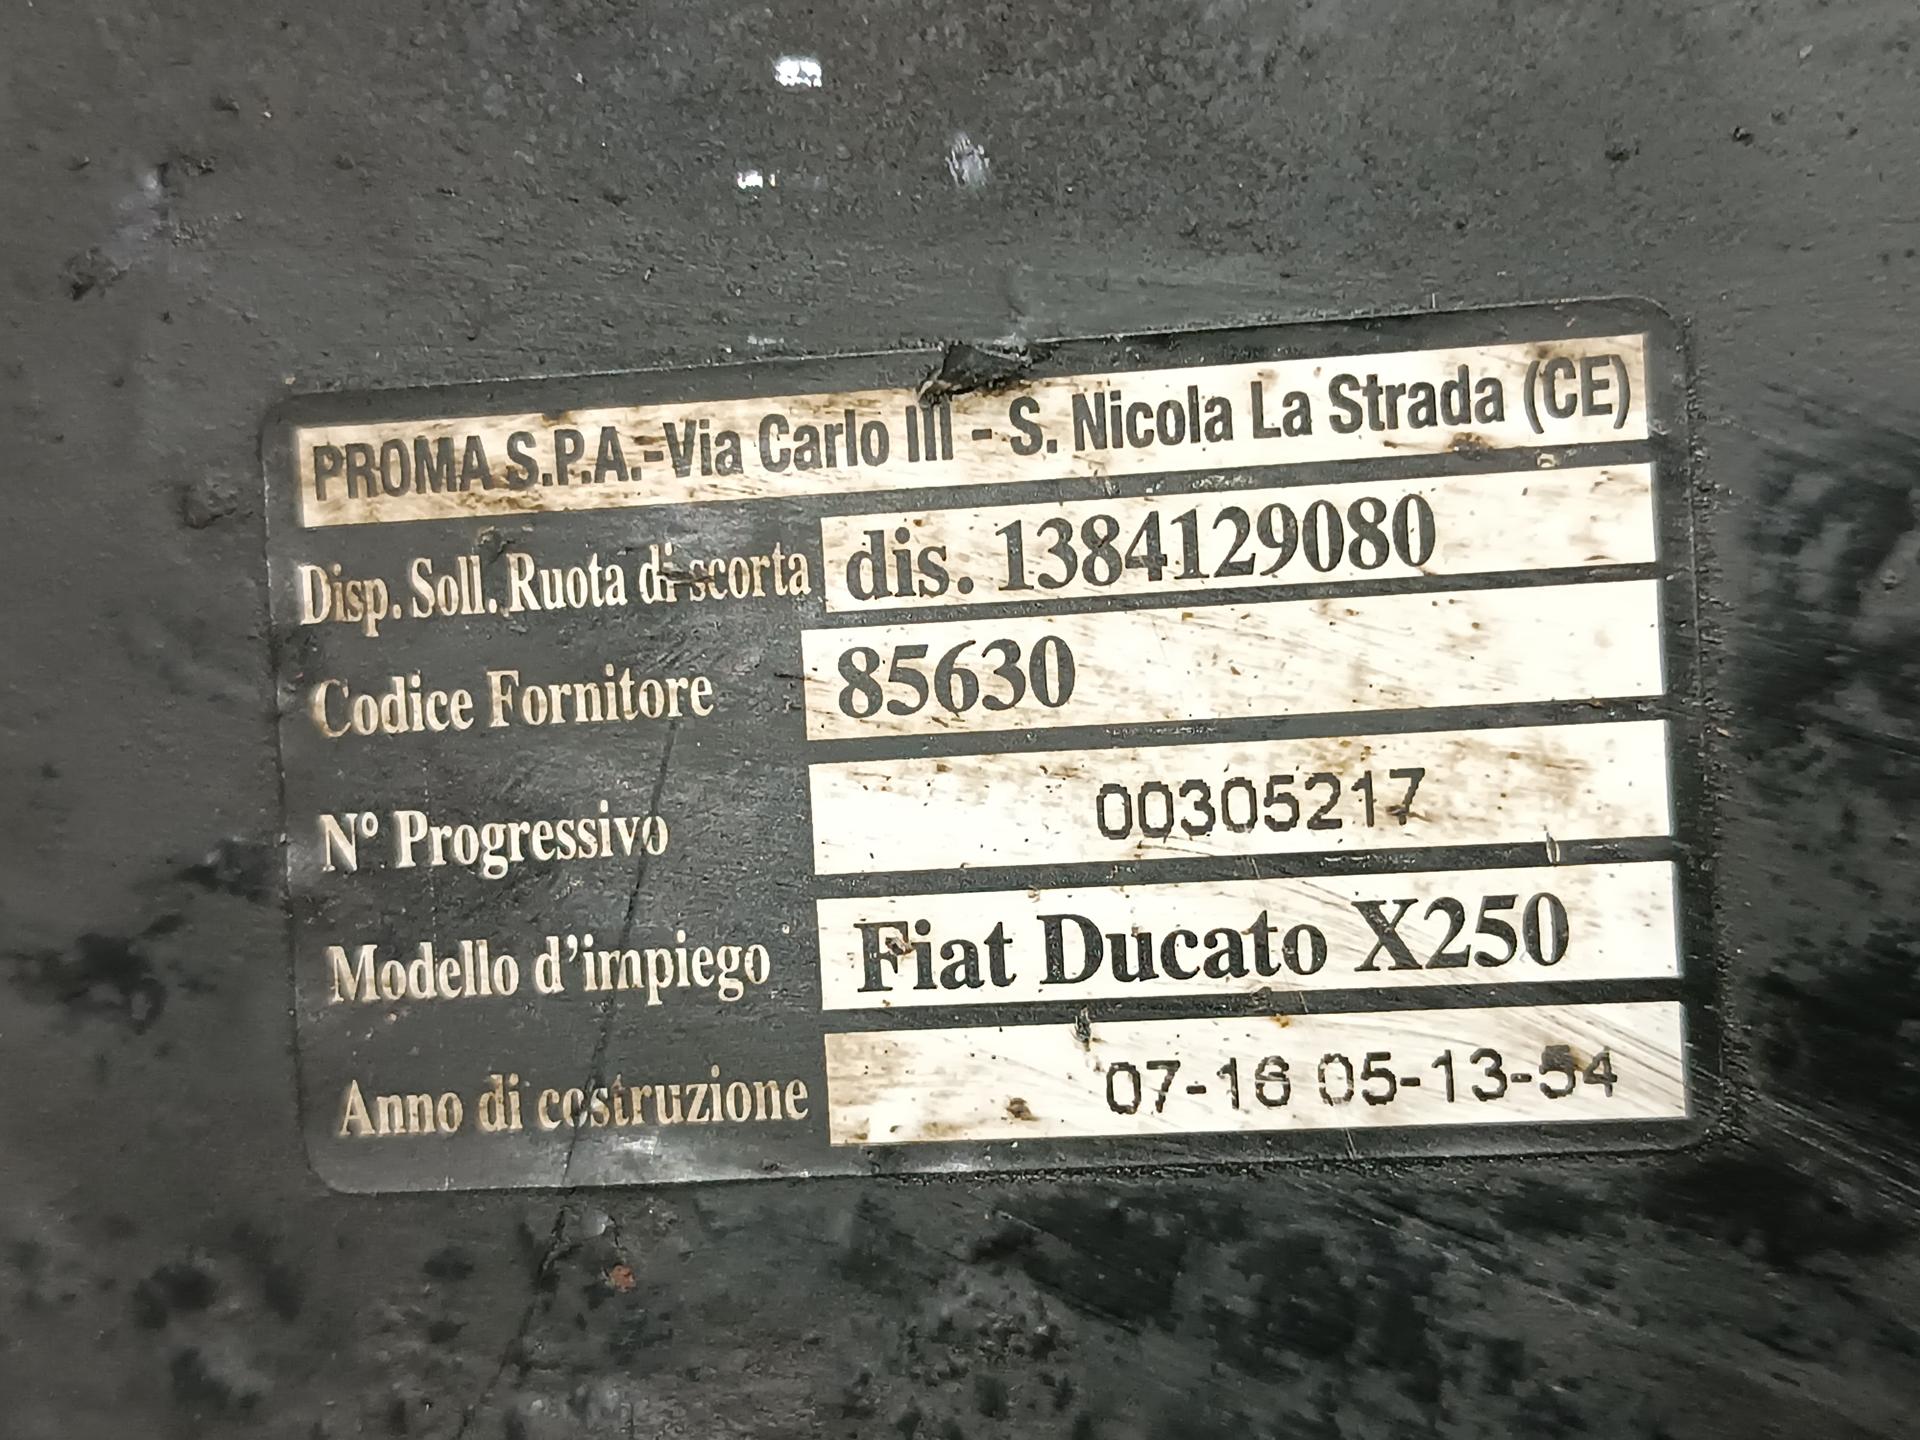 PROMA S.P.A.-Via Carlo III - S. Nicola La Strada (CE)
Disp. Soll. Ruota di scorta dis. 1384129080
Codice Fornitore 85630
N° Progressivo 00305217
Modello d'impiego Fiat Ducato X250
Anno di costruzione 07-16 05-13-54